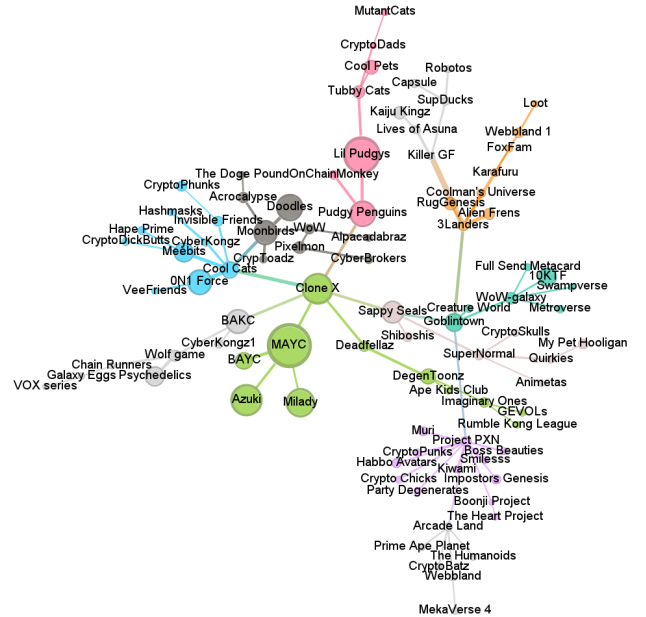 MutantCats
CryptoDads
Cool Pets
Robotos
Capsule
Tubby Cats
SupDucks
Loot
Kaiju Kingz
Lives of Asuna
Webbland 1
FoxFam
Lil Pudgys
Killer GF
Karafuru
The Doge PoundOnChainMonkey
CryptoPhunks
Acrocalypse
Coolman's Universe
RugGenesis
Doodles
Hashmasks
Pudgy Penguins
Alien Frens
Invisible Friends
3Landers
Hape Prime
Moonbirds
WoW
CryptoDickButts
CyberKongz
Alpacadabraz
Meebits
Pixelmon
CrypToadz
CyberBrokers
Cool Cats
Full Send Metacard
10KTF
0N1 Force
VeeFriends
Clone X
Swampverse
WoW-galaxy
Creature World
Metroverse
Sappy Seals
BAKC
Goblintown
CryptoSkulls
Shiboshis
CyberKongz1
MAYC
Deadfellaz
My Pet Hooligan
Wolf game
SuperNormal
Quirkies
BAYC
Chain Runners
Galaxy Eggs
Psychedelics
DegenToonz
VOX series
Animetas
Ape Kids Club
Azuki
Milady
Imaginary Ones
GEVOLs
Rumble Kong League
Muri
Project PXN
CryptoPunks
Boss Beauties
Habbo Avatars
Smilesss
Kiwami
Crypto Chicks
Impostors Genesis
Party Degenerates
Boonji Project
The Heart Project
Arcade Land
Prime Ape Planet
The Humanoids
CryptoBatz
Webbland
MekaVerse 4